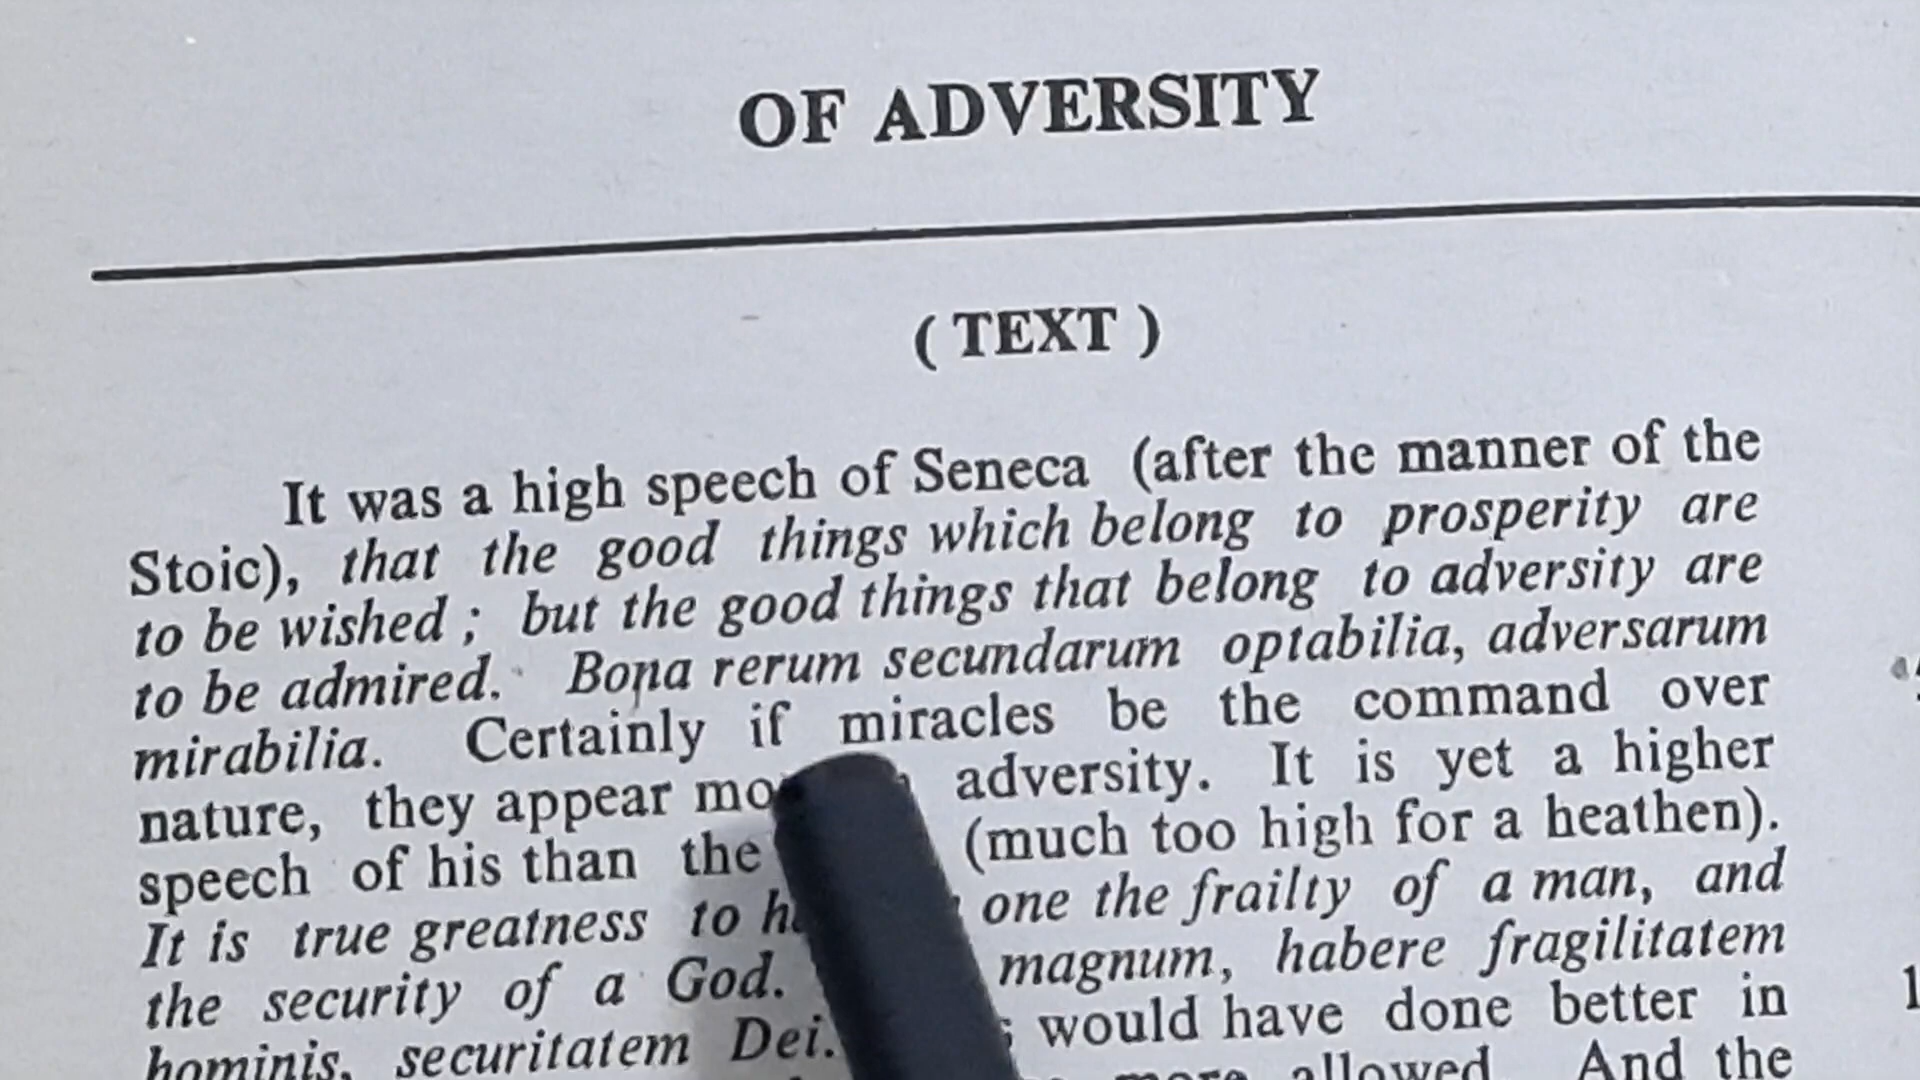 OF ADVERSITY
( TEXT )
It was a high speech of Seneca (after the manner of the
Stoic), that the good things which belong to prosperity are
to be wished ; but the good things that belong to adversity are
to be admired. Bona rerum secundarum optabilia, adversarum
mirabilia. Certainly if miracles be the command over
nature, they appear adversity. It is yet a higher
speech of his than the (much too high for a heathen).
It is true greatness to one the frailty of a man, and
the security of a God. magnum, habere fragilitatem
hominis, securitatem Dei. would have done better in
more allowed. And the